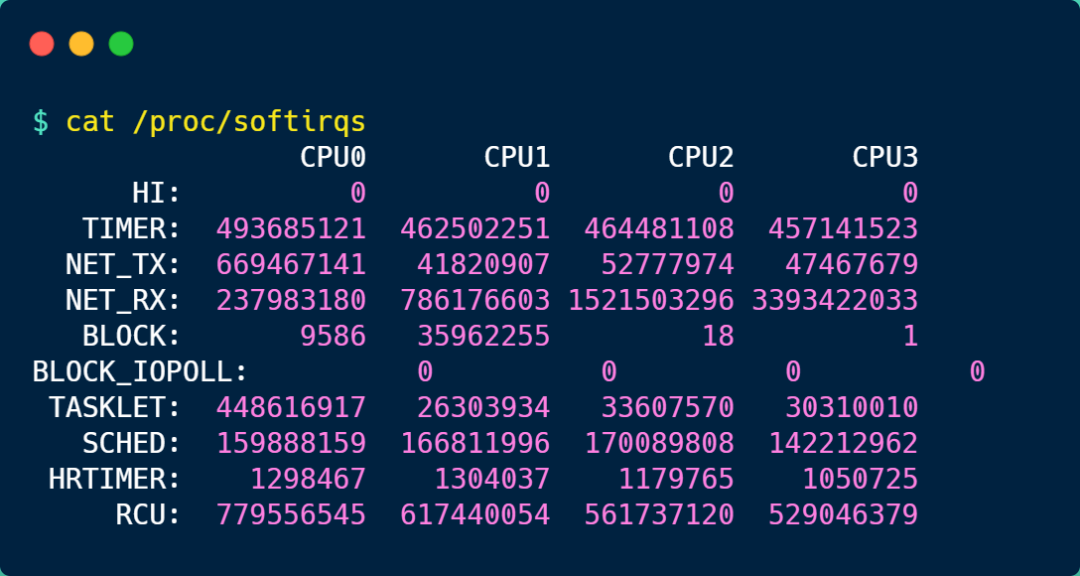 $ cat /proc/softirqs
CPU0 CPU1 CPU2 CPU3
HI: 0 0 0 0
TIMER: 493685121 462502251 464481108 457141523
NET_TX: 669467141 41820907 52777974 47467679
NET_RX: 237983180 786176603 1521503296 3393422033
BLOCK: 9586 35962255 18 1
BLOCK_IOPOLL: 0 0 0 0
TASKLET: 448616917 26303934 33607570 30310010
SCHED: 159888159 166811996 170089808 142212962
HRTIMER: 1298467 1304037 1179765 1050725
RCU: 779556545 617440054 561737120 529046379